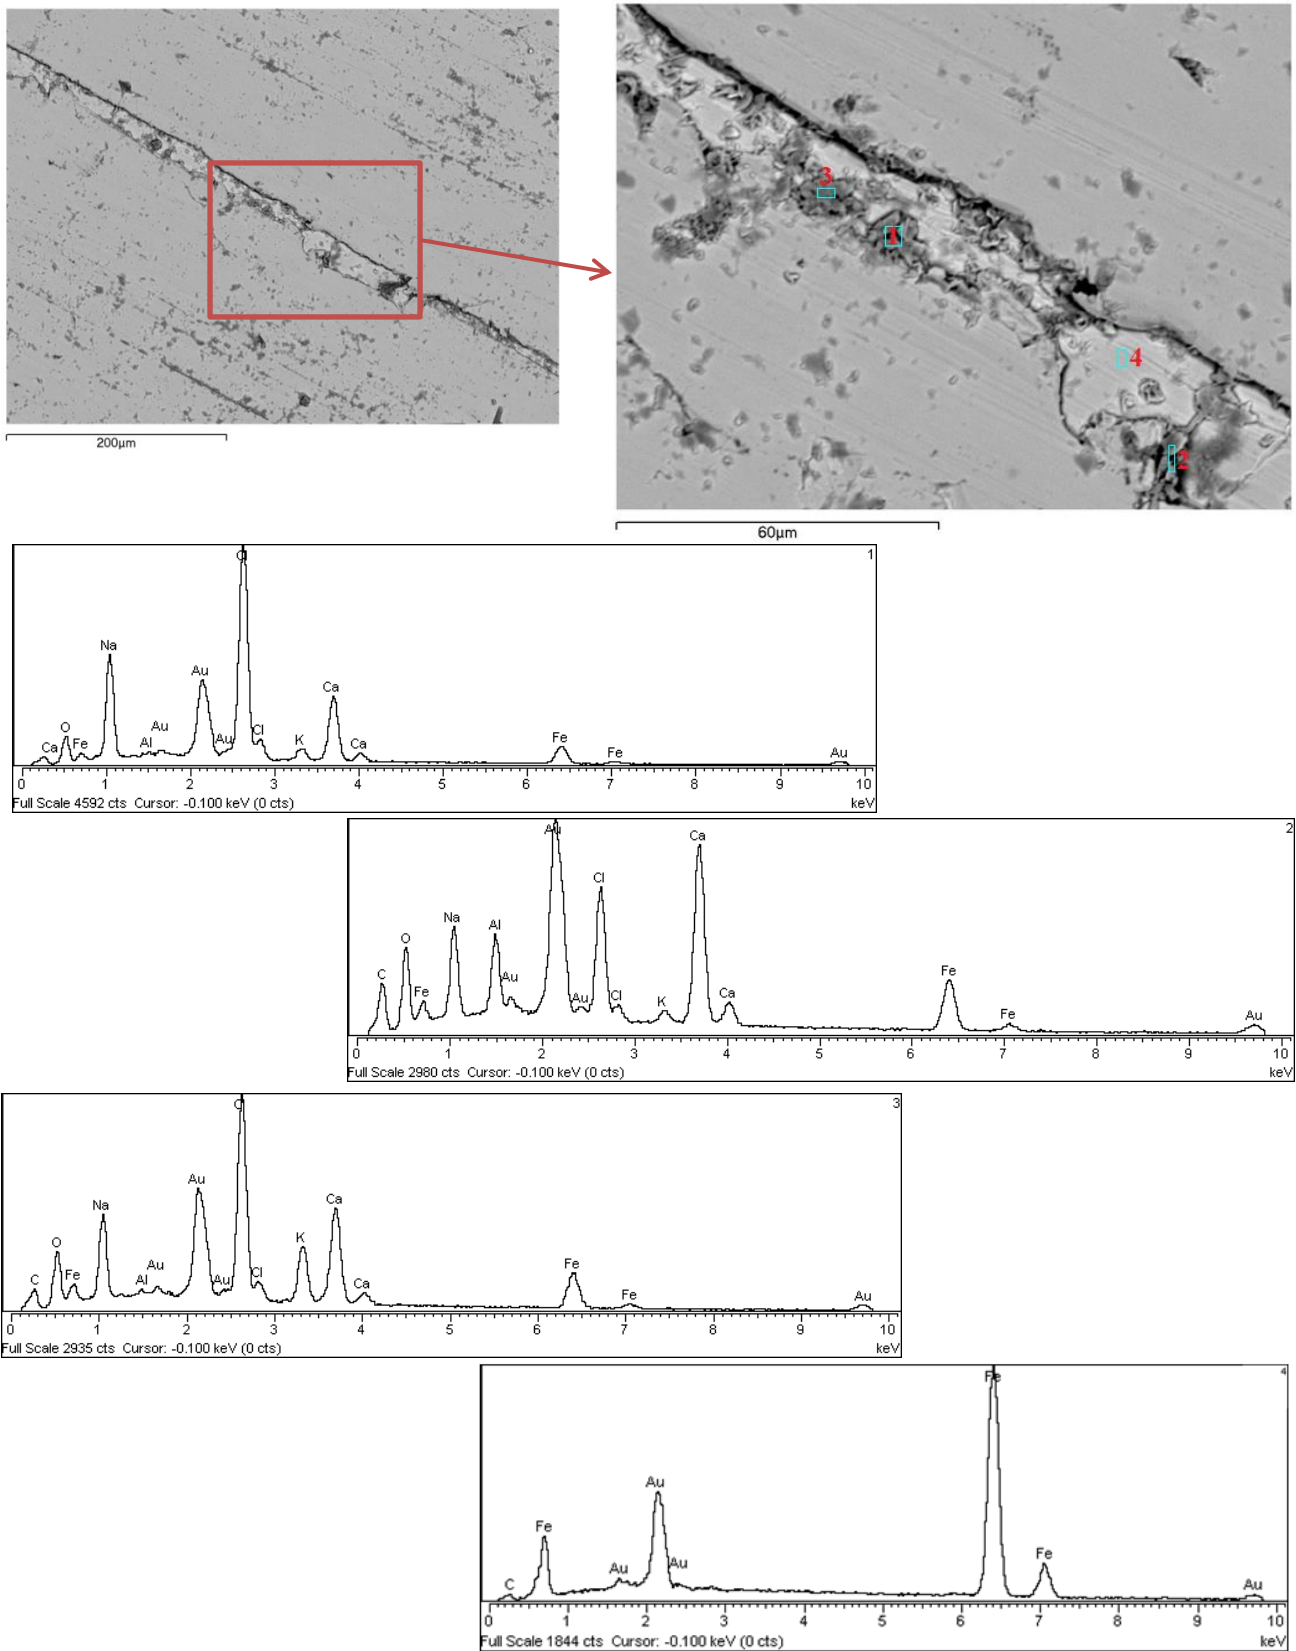 200µm
3
1
4
2
60µm
1
Cl
Na
Au
Ca
O
Au
Cl
Ca Fe Al Au K Ca Fe Fe Au
0 1 2 3 4 5 6 7 8 9 10
Full Scale 4592 cts Cursor: -0.100 keV (0 cts) keV
2
Au
Ca
Cl
Na Al
O
C Fe Au Au Cl K Ca Fe Fe Au
0 1 2 3 4 5 6 7 8 9 10
Full Scale 2980 cts Cursor: -0.100 keV (0 cts) keV
3
Cl
Au
Na Ca
O K
C Fe Al Au Au Cl Ca Fe Fe Au
0 1 2 3 4 5 6 7 8 9 10
Full Scale 2935 cts Cursor: -0.100 keV (0 cts) keV
4
Fe
Au
Fe
Au Au Fe
C Au
0 1 2 3 4 5 6 7 8 9 10
Full Scale 1844 cts Cursor: -0.100 keV (0 cts) keV